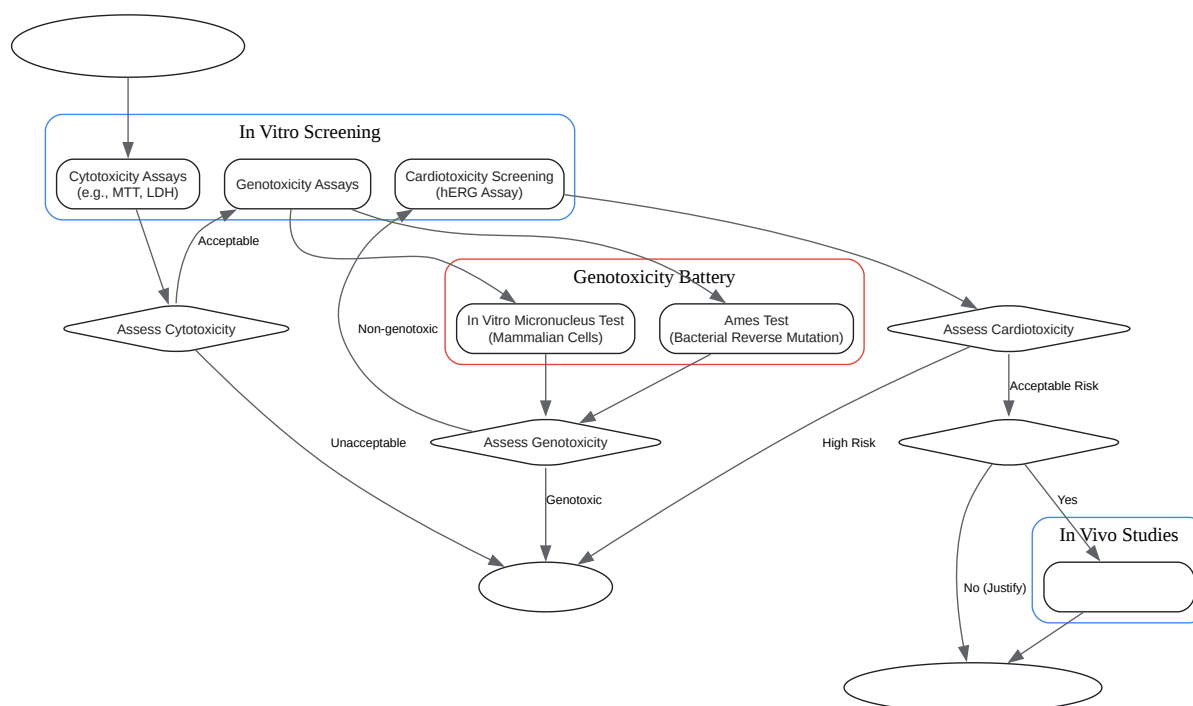 In Vitro Screening
Cytotoxicity Assays
(e.g., MTT, LDH)
Genotoxicity Assays
Cardiotoxicity Screening
(hERG Assay)
Acceptable
Genotoxicity Battery
In Vitro Micronucleus Test
(Mammalian Cells)
Ames Test
(Bacterial Reverse Mutation)
Assess Cytotoxicity
Non-genotoxic
Assess Cardiotoxicity
Acceptable Risk
Unacceptable
Assess Genotoxicity
High Risk
Genotoxic
Yes
In Vivo Studies
No (Justify)